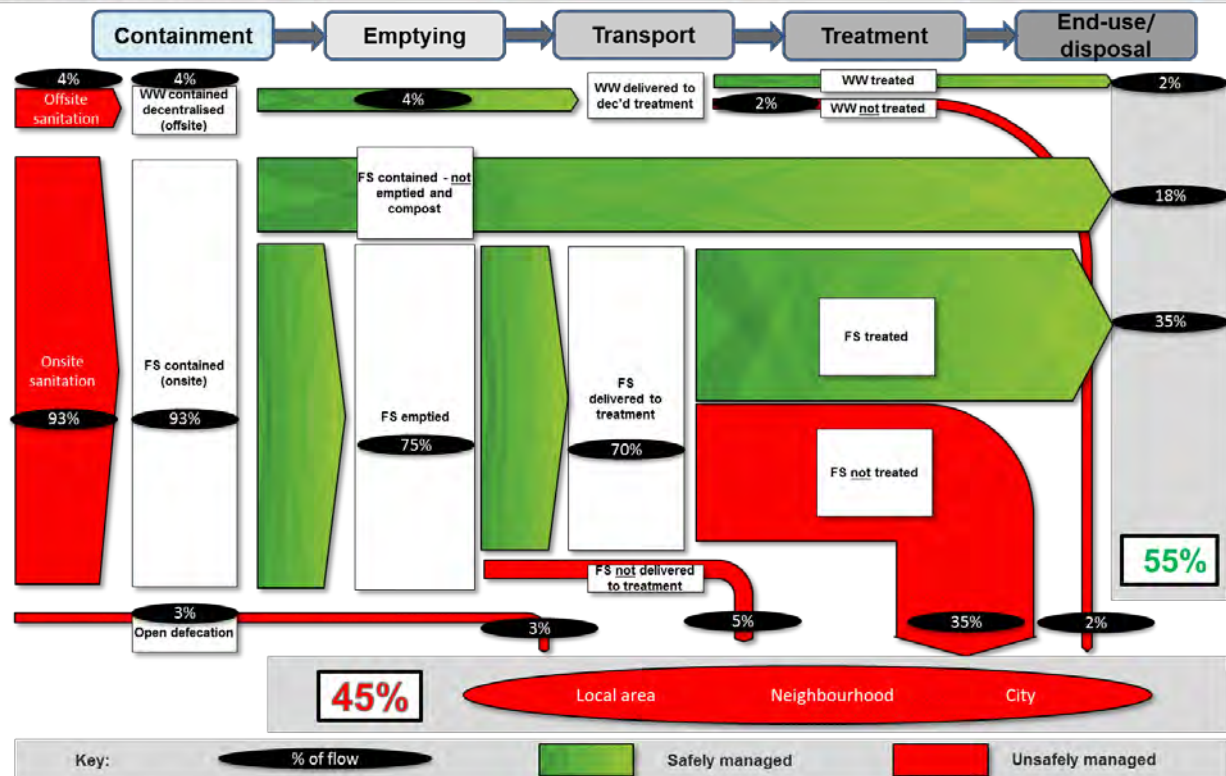 Containment
Emptying
Transport
Treatment
End-use/
disposal
4%
Offsite
sanitation
4%
WW contained
decentralised
(offsite)
4%
WW delivered to
dec'd treatment
WW treated
2%
WW not treated
2%
FS contained - not
emptied and
compost
18%
Onsite
sanitation
93%
FS contained
(onsite)
93%
FS emptied
75%
FS
delivered to
treatment
70%
FS treated
35%
FS not treated
FS not delivered
to treatment
55%
3%
Open defecation
3%
5%
35%
2%
45%
Local area
Neighbourhood
City
Key:
% of flow
Safely managed
Unsafely managed